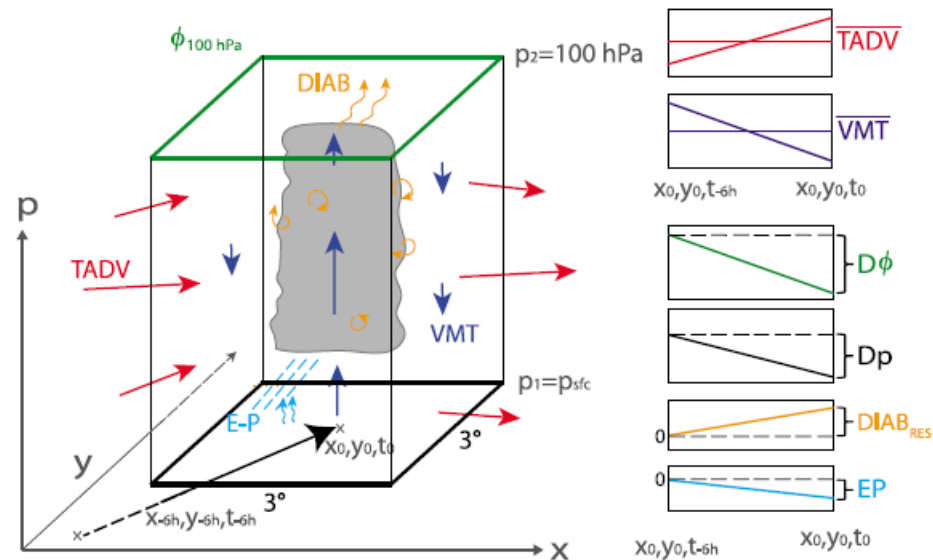 ϕ100 hPa
p2=100 hPa
DIAB
p
TADV
VMT
p1=psfc
E-P
x0,y0,t0
3°
y
3°
x-6h,y-6h,t-6h
x
TADV
VMT
x0,y0,t-6h x0,y0,t0
Dϕ
Dp
0 DIABRES
0 EP
x0,y0,t-6h x0,y0,t0